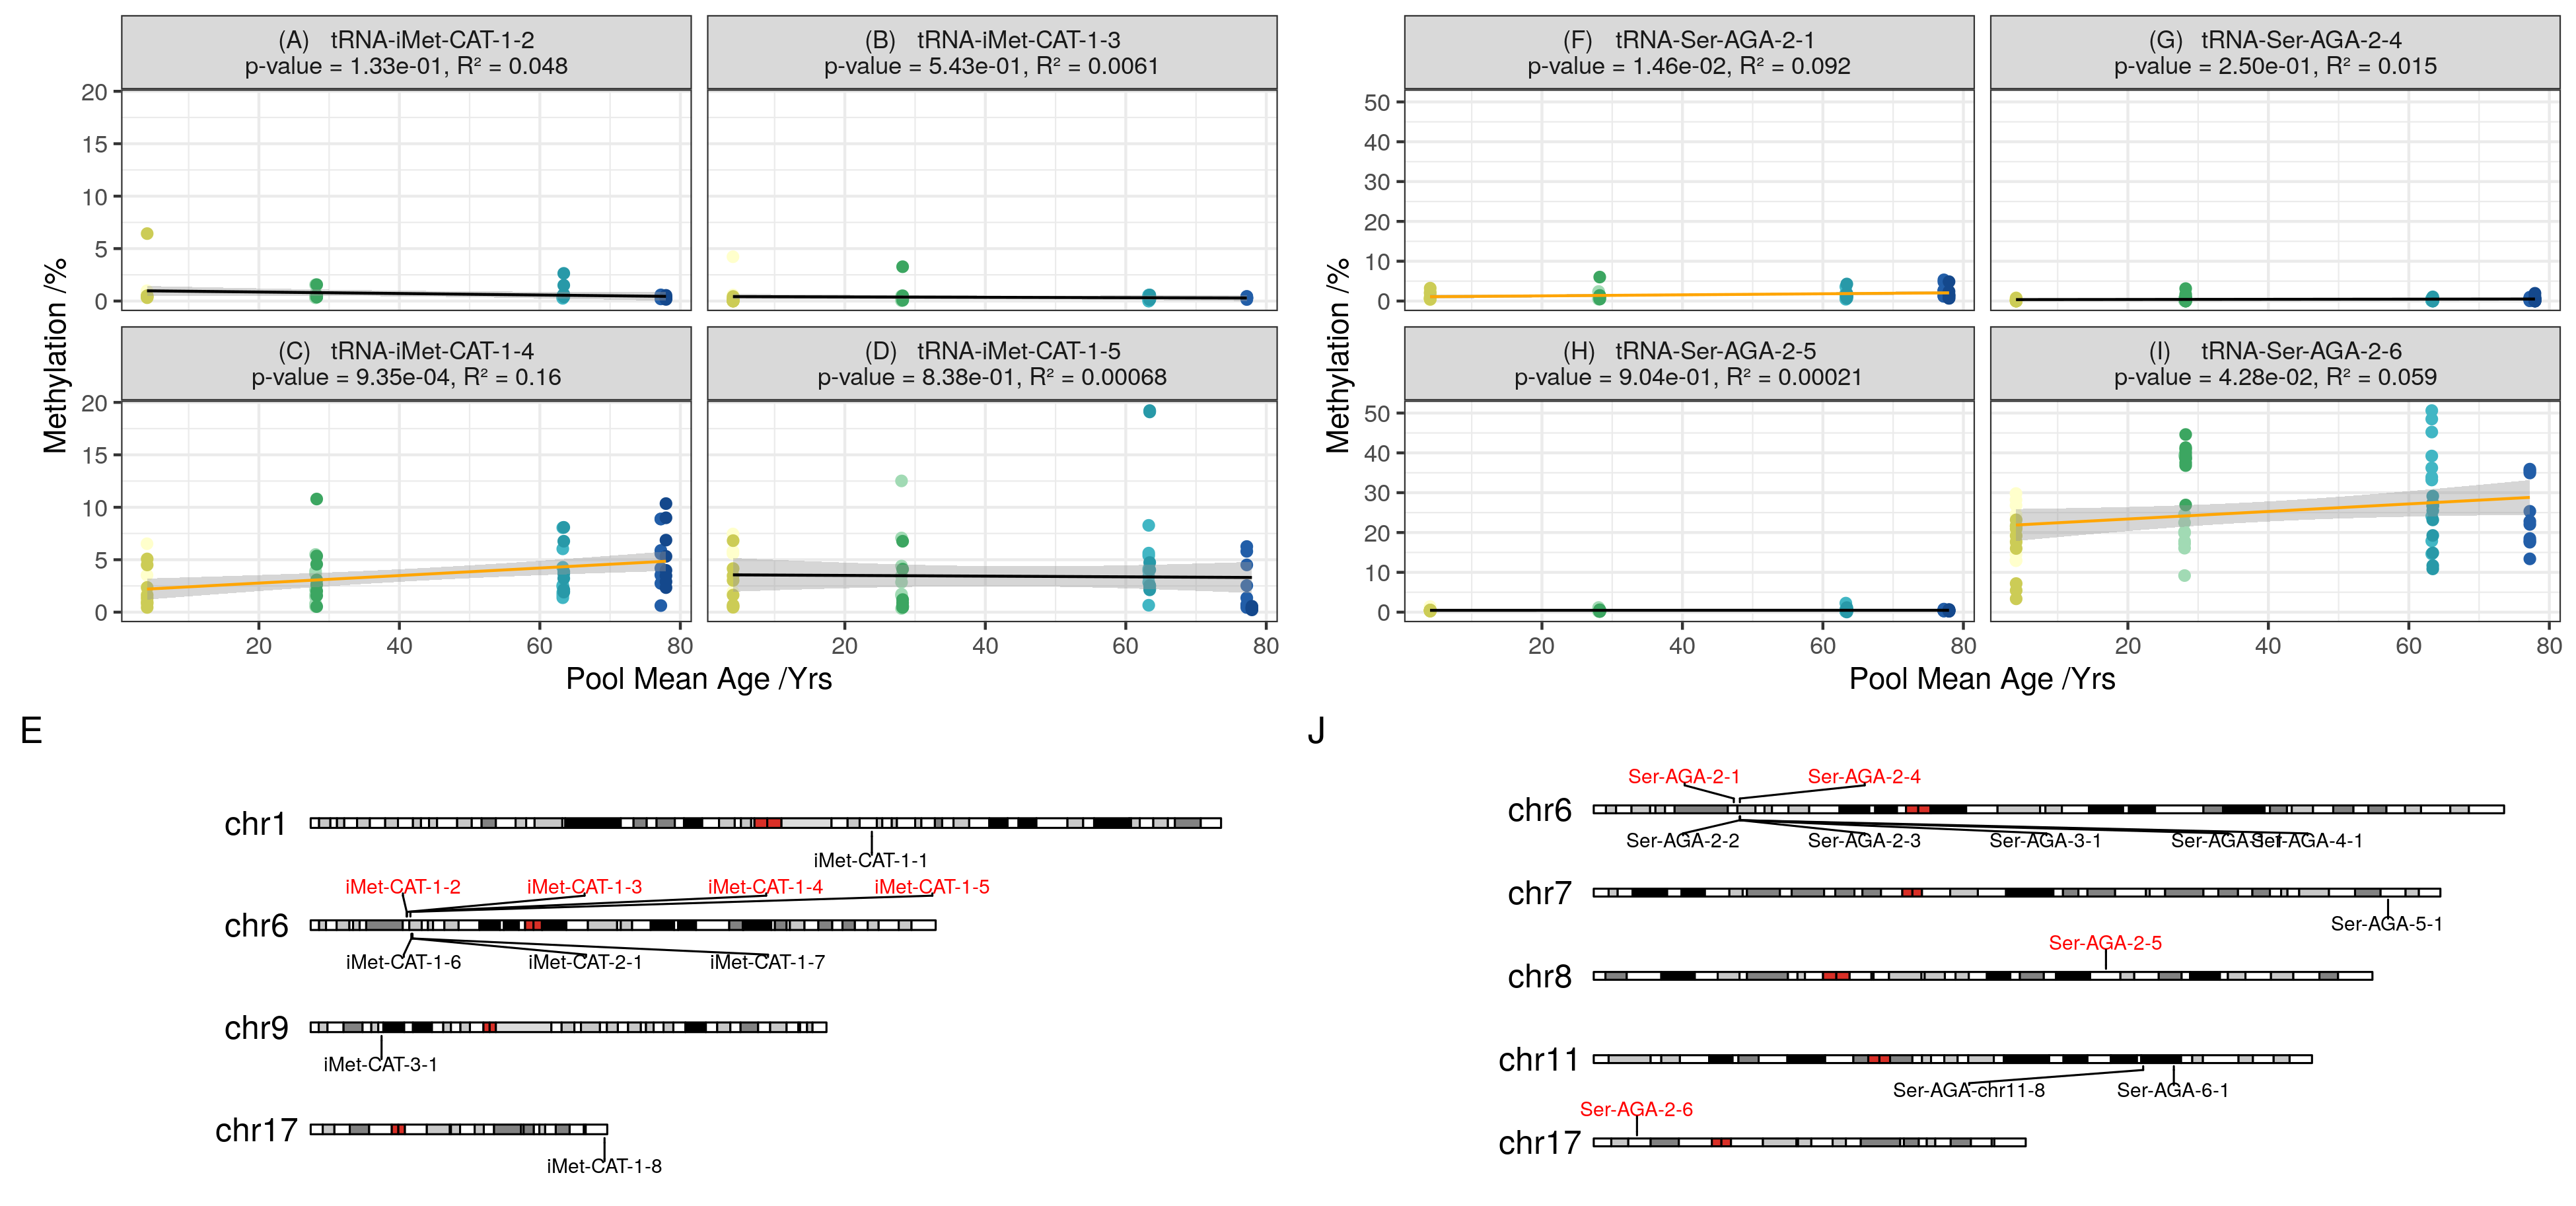 (A) tRNA-iMet-CAT-1-2
p-value = 1.33e-01, R² = 0.048
(B) tRNA-iMet-CAT-1-3
p-value = 5.43e-01, R² = 0.0061
20
15
10
5
0
(C) tRNA-iMet-CAT-1-4
p-value = 9.35e-04, R² = 0.16
(D) tRNA-iMet-CAT-1-5
p-value = 8.38e-01, R² = 0.00068
20
15
10
5
0
Methylation /%
20 40 60 80
20 40 60 80
Pool Mean Age /Yrs
(F) tRNA-Ser-AGA-2-1
p-value = 1.46e-02, R² = 0.092
(G) tRNA-Ser-AGA-2-4
p-value = 2.50e-01, R² = 0.015
50
40
30
20
10
0
(H) tRNA-Ser-AGA-2-5
p-value = 9.04e-01, R² = 0.00021
(I) tRNA-Ser-AGA-2-6
p-value = 4.28e-02, R² = 0.059
50
40
30
20
10
0
Methylation /%
20 40 60 80
20 40 60 80
Pool Mean Age /Yrs
E
chr1
iMet-CAT-1-1
iMet-CAT-1-2 iMet-CAT-1-3 iMet-CAT-1-4 iMet-CAT-1-5
chr6
iMet-CAT-1-6 iMet-CAT-2-1 iMet-CAT-1-7
chr9
iMet-CAT-3-1
chr17
iMet-CAT-1-8
J
Ser-AGA-2-1 Ser-AGA-2-4
chr6
Ser-AGA-2-2 Ser-AGA-2-3 Ser-AGA-3-1 Ser-AGA-4-1
chr7
Ser-AGA-5-1
Ser-AGA-2-5
chr8
chr11
Ser-AGA-chr11-8 Ser-AGA-6-1
Ser-AGA-2-6
chr17